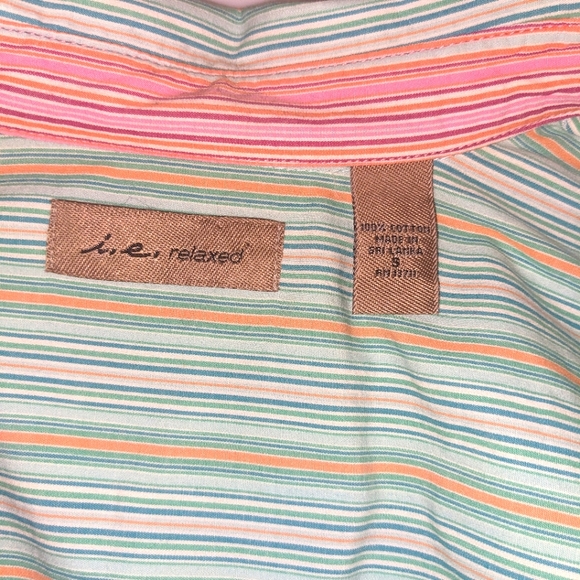 i.e. relaxed
100% COTTON
MADE IN
SRI LANKA
S